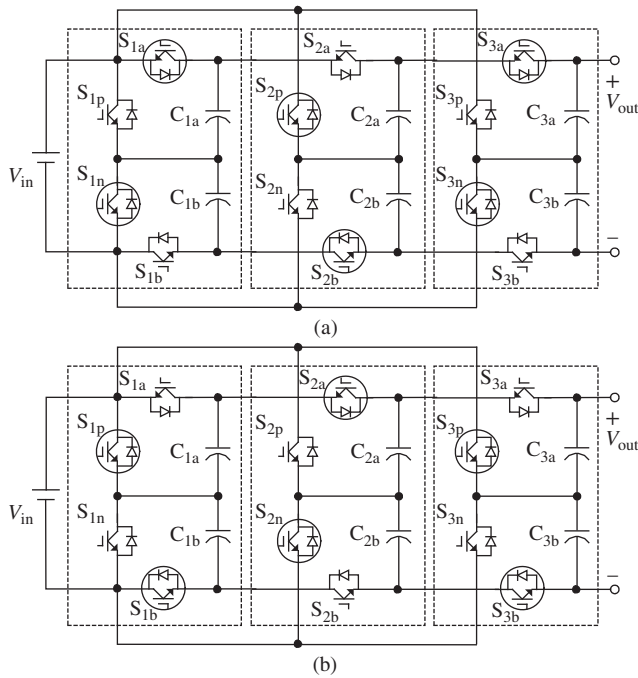 S1a
S2a
S3a
S1p
S2p
S3p
C1a
C2a
C3a
+
Vout
Vin
S1n
S2n
S3n
C1b
C2b
C3b
−
S1b
S2b
S3b
(a)
S1a
S2a
S3a
S1p
S2p
S3p
C1a
C2a
C3a
+
Vout
Vin
S1n
S2n
S3n
C1b
C2b
C3b
−
S1b
S2b
S3b
(b)